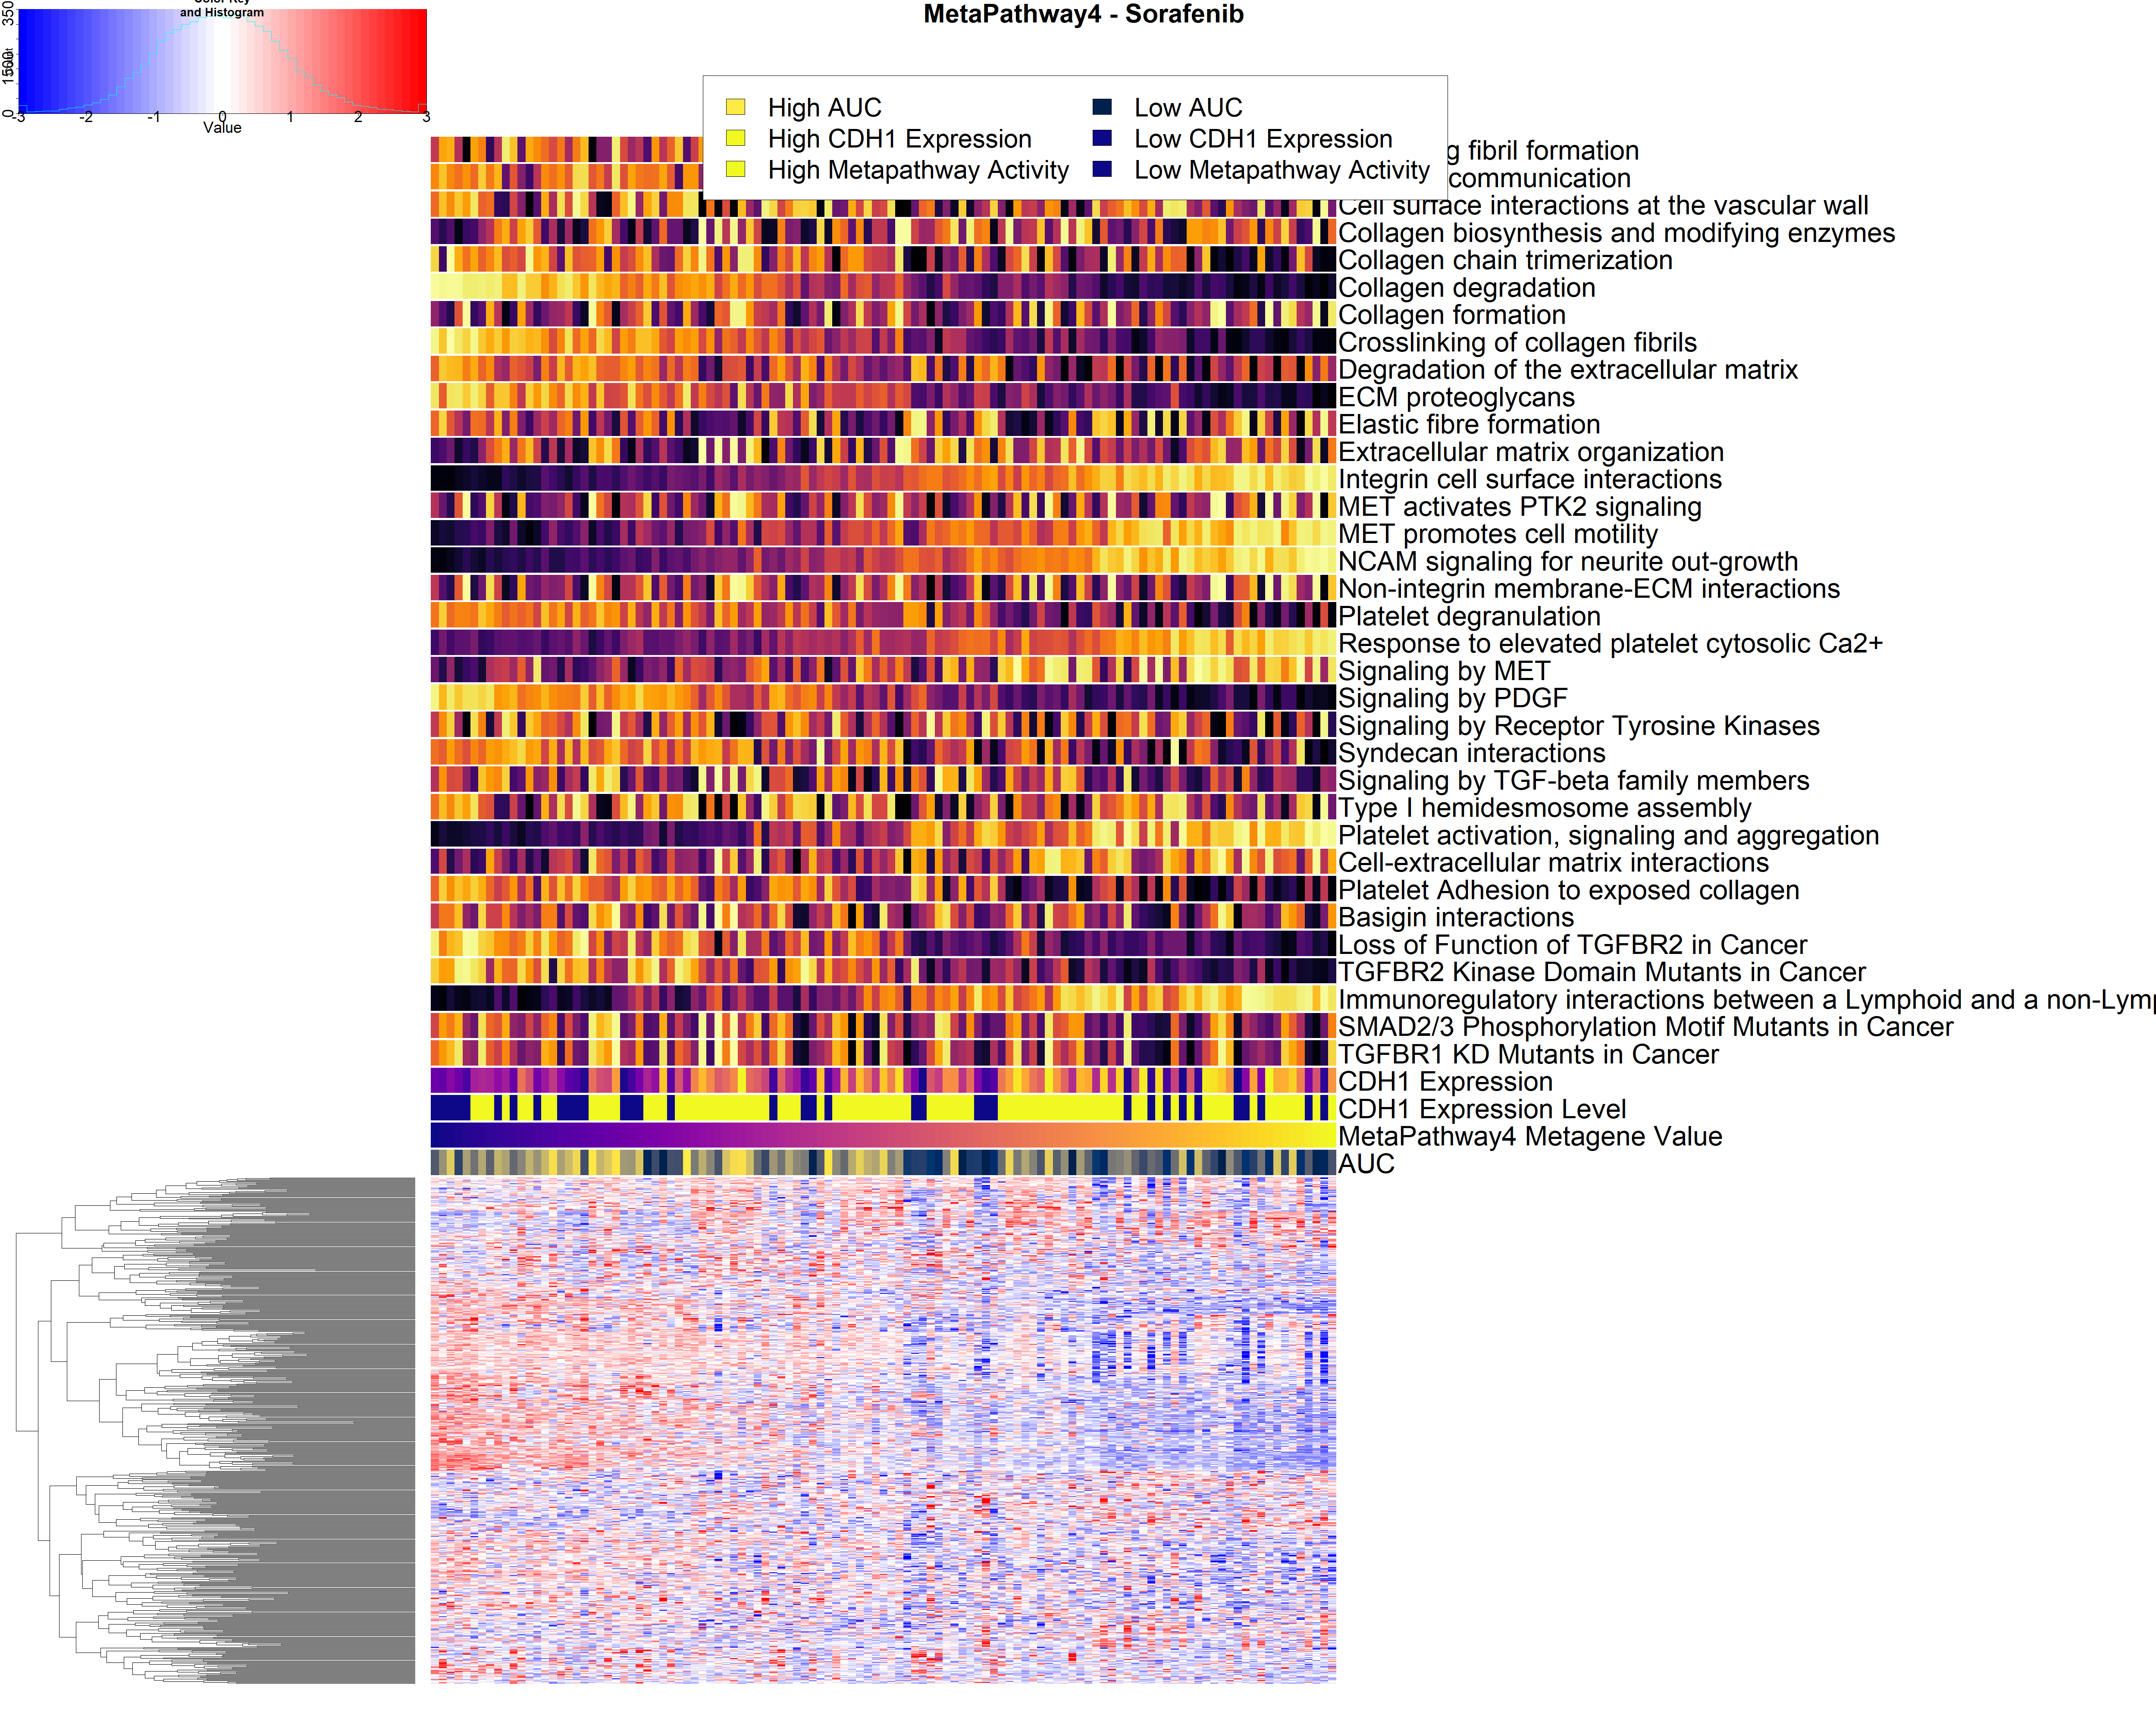 Color Key
and Histogram
MetaPathway4 - Sorafenib
350
1500
0
-3 -2 -1 0 1 2 3
Value
High AUC Low AUC
High CDH1 Expression Low CDH1 Expression
High Metapathway Activity Low Metapathway Activity
fibril formation
communication
Cell surface interactions at the vascular wall
Collagen biosynthesis and modifying enzymes
Collagen chain trimerization
Collagen degradation
Collagen formation
Crosslinking of collagen fibrils
Degradation of the extracellular matrix
ECM proteoglycans
Elastic fibre formation
Extracellular matrix organization
Integrin cell surface interactions
MET activates PTK2 signaling
MET promotes cell motility
NCAM signaling for neurite out-growth
Non-integrin membrane-ECM interactions
Platelet degranulation
Response to elevated platelet cytosolic Ca2+
Signaling by MET
Signaling by PDGF
Signaling by Receptor Tyrosine Kinases
Syndecan interactions
Signaling by TGF-beta family members
Type I hemidesmosome assembly
Platelet activation, signaling and aggregation
Cell-extracellular matrix interactions
Platelet Adhesion to exposed collagen
Basigin interactions
Loss of Function of TGFBR2 in Cancer
TGFBR2 Kinase Domain Mutants in Cancer
Immunoregulatory interactions between a Lymphoid and a non-Lymp
SMAD2/3 Phosphorylation Motif Mutants in Cancer
TGFBR1 KD Mutants in Cancer
CDH1 Expression
CDH1 Expression Level
MetaPathway4 Metagene Value
AUC